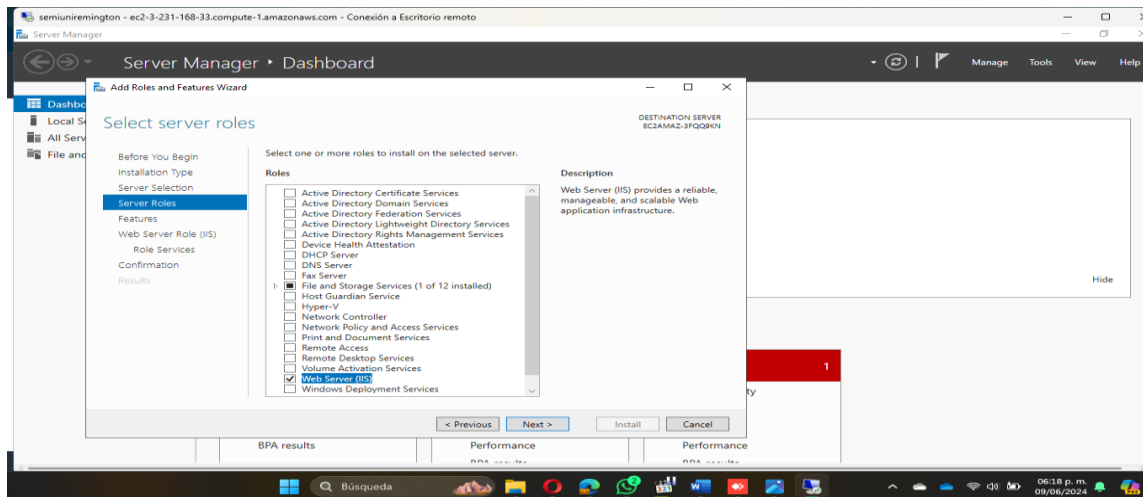 semiuniremington - ec2-3-231-168-33.compute-1.amazonaws.com - Conexión a Escritorio remoto
Server Manager
Server Manager • Dashboard
Manage Tools View Help
Add Roles and Features Wizard
Dashbo
Local Se
All Serv
File and
Select server roles
DESTINATION SERVER
EC2AMAZ-3FQQ9KN
Before You Begin
Installation Type
Server Selection
Server Roles
Features
Web Server Role (IIS)
Role Services
Confirmation
Results
Select one or more roles to install on the selected server.
Roles
Active Directory Certificate Services
Active Directory Domain Services
Active Directory Federation Services
Active Directory Lightweight Directory Services
Active Directory Rights Management Services
Device Health Attestation
DHCP Server
DNS Server
Fax Server
File and Storage Services (1 of 12 installed)
Host Guardian Service
Hyper-V
Network Controller
Network Policy and Access Services
Print and Document Services
Remote Access
Remote Desktop Services
Volume Activation Services
Web Server (IIS)
Windows Deployment Services
Description
Web Server (IIS) provides a reliable,
manageable, and scalable Web
application infrastructure.
< Previous Next > Install Cancel
Hide
1
ty
BPA results
Performance
Performance
Búsqueda
06:18 p. m.
09/06/2024